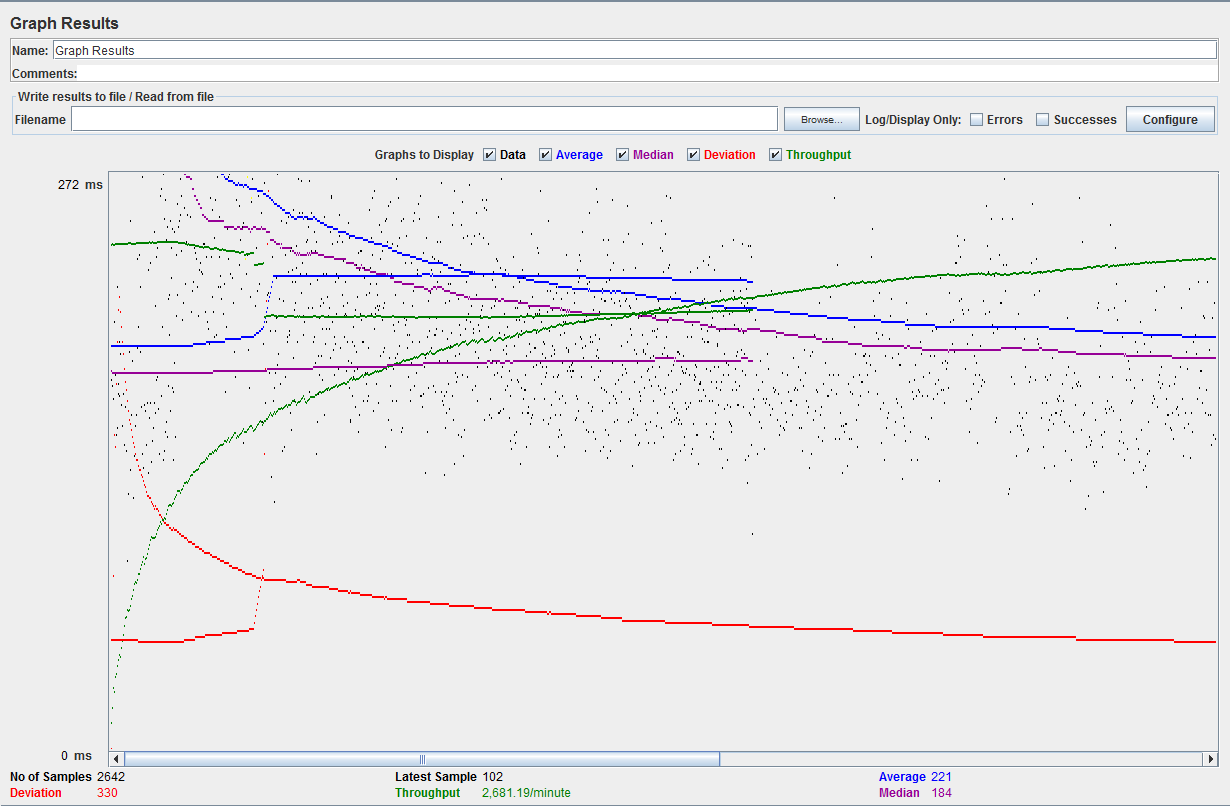 Graph Results
Name: Graph Results
Comments:
Write results to file / Read from file
Filename Browse... Log/Display Only: Errors Successes Configure
Graphs to Display Data Average Median Deviation Throughput
272 ms
0 ms
No of Samples 2642 Latest Sample 102 Average 221
Deviation 330 Throughput 2,681.19/minute Median 184